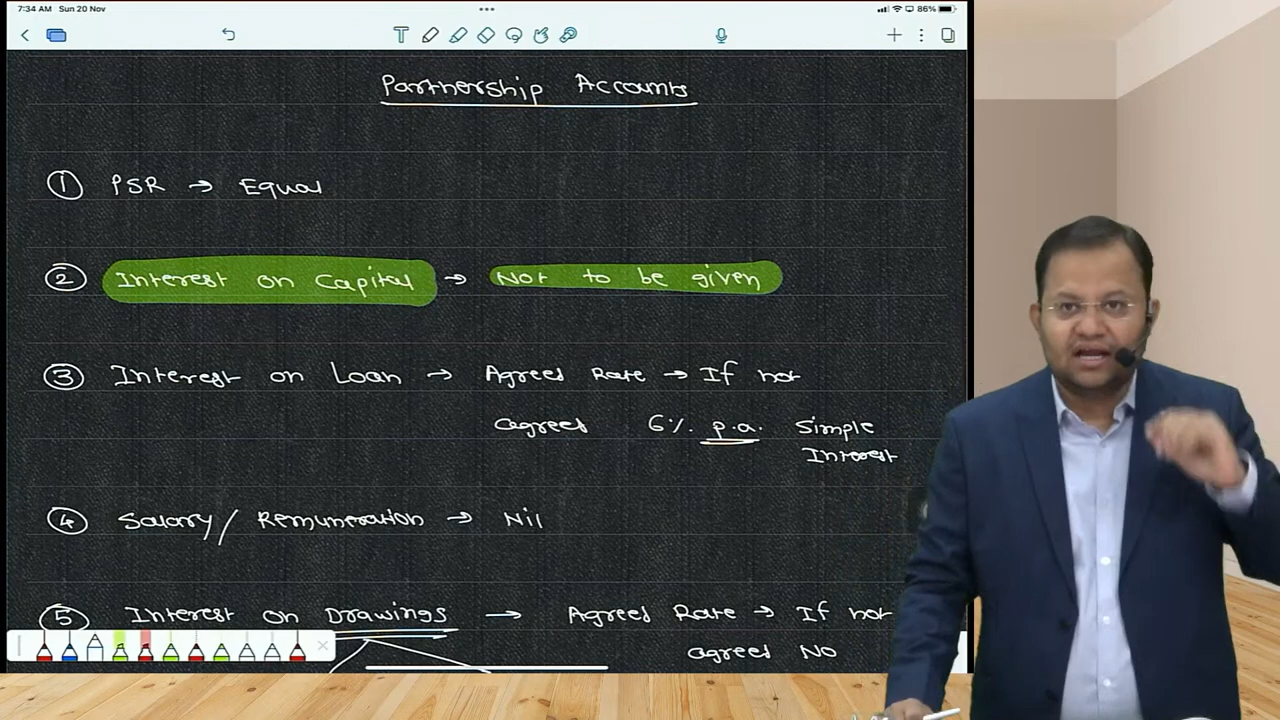 7:34 AM Sun 20 Nov 86%
Partnership Accounts
① PSR → Equal
② Interest on Capital → Not to be given
③ Interest on Loan → Agreed Rate → If not
agreed 6% p.a. Simple
Interest
④ Salary/Remuneration → Nil
⑤ Interest on Drawings → Agreed Rate → If not
agreed NO